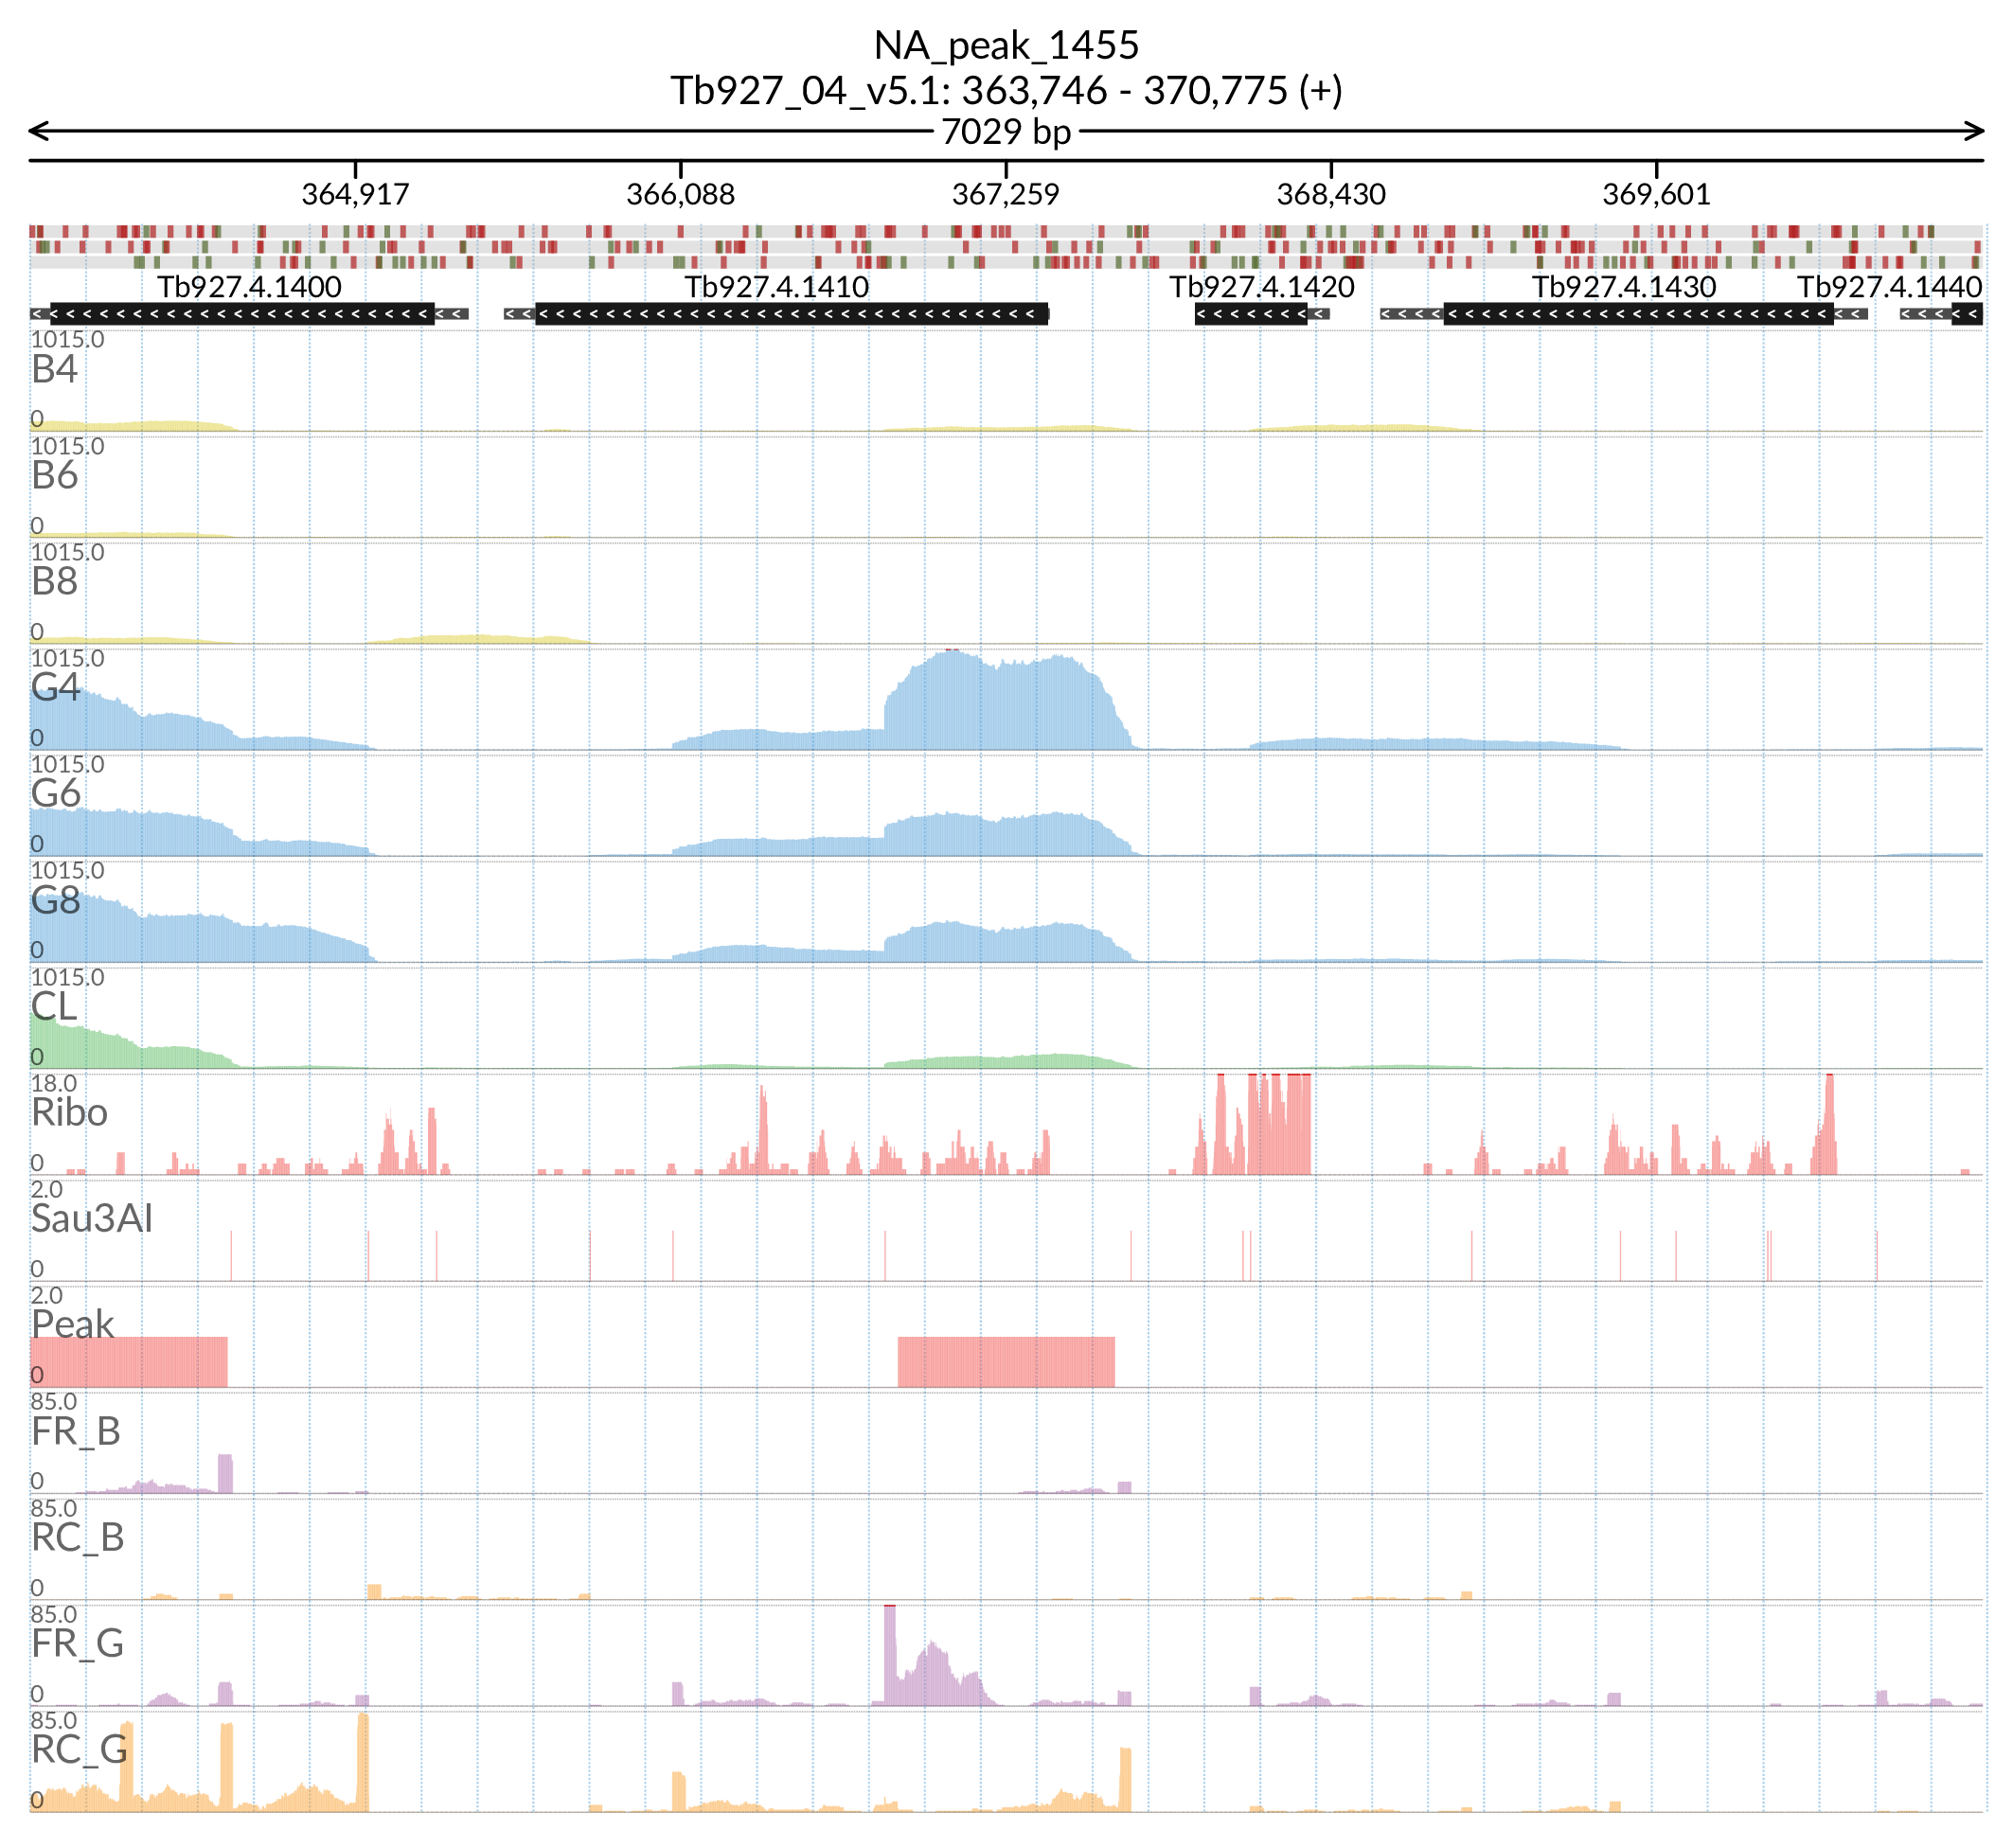 NA_peak_1455
Tb927_04_v5.1: 363,746 - 370,775 (+)
7029 bp
364,917 366,088 367,259 368,430 369,601
Tb927.4.1400 Tb927.4.1410 Tb927.4.1420 Tb927.4.1430 Tb927.4.1440
1015.0
B4
0
1015.0
B6
0
1015.0
B8
0
1015.0
G4
0
1015.0
G6
0
1015.0
G8
0
1015.0
CL
0
18.0
Ribo
0
2.0
Sau3AI
0
2.0
Peak
0
85.0
FR_B
0
85.0
RC_B
0
85.0
FR_G
0
85.0
RC_G
0